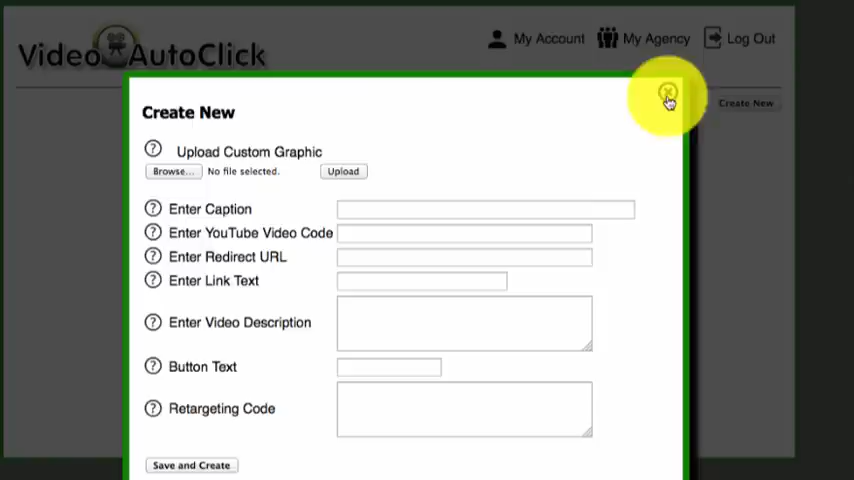 Video AutoClick
My Account
My Agency
Log Out
Create New
Create New
? Upload Custom Graphic
Browse... No file selected. Upload
? Enter Caption
? Enter YouTube Video Code
? Enter Redirect URL
? Enter Link Text
? Enter Video Description
? Button Text
? Retargeting Code
Save and Create